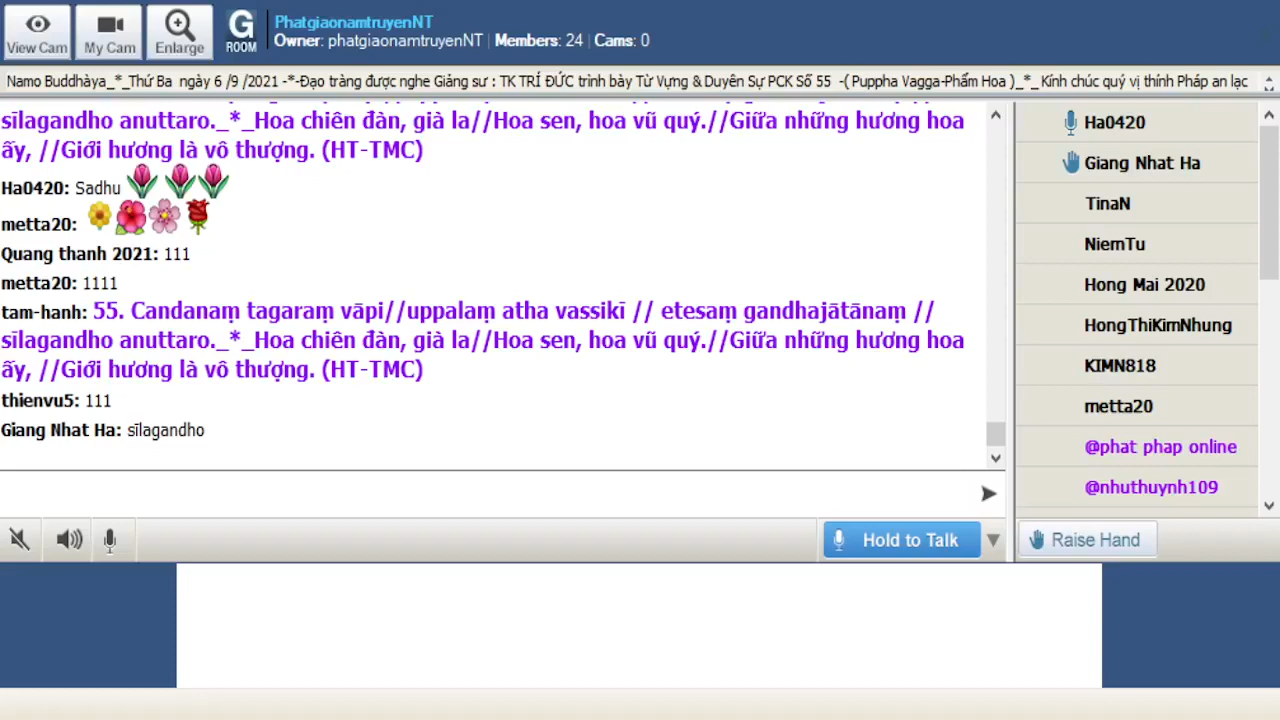 View Cam
My Cam
Enlarge
G
ROOM
PhatgiaonamtruyenNT
Owner: phatgiaonamtruyenNT | Members: 24 | Cams: 0
Namo Buddhàya_*_Thứ Ba ngày 6 /9 /2021 -*-Đạo tràng được nghe Giảng sư : TK TRÍ ĐỨC trình bày Từ Vựng & Duyên Sự PCK Số 55 -( Puppha Vagga-Phẩm Hoa )_*_ Kính chúc quý vị thính Pháp an lạc
sīlagandho anuttaro._*_Hoa chiên đàn, già la//Hoa sen, hoa vũ quý.//Giữa những hương hoa
ấy, //Giới hương là vô thượng. (HT-TMC)
Ha0420: Sadhu
metta20:
Quang thanh 2021: 111
metta20: 1111
tam-hanh: 55. Candanaṃ tagaraṃ vāpi//uppalaṃ atha vassikī // etesaṃ gandhajātānaṃ //
sīlagandho anuttaro._*_Hoa chiên đàn, già la//Hoa sen, hoa vũ quý.//Giữa những hương hoa
ấy, //Giới hương là vô thượng. (HT-TMC)
thienvu5: 111
Giang Nhat Ha: sīlagandho
Ha0420
Giang Nhat Ha
TinaN
NiemTu
Hong Mai 2020
HongThiKimNhung
KIMN818
metta20
@phat phap online
@nhuthuynh109
Hold to Talk
Raise Hand